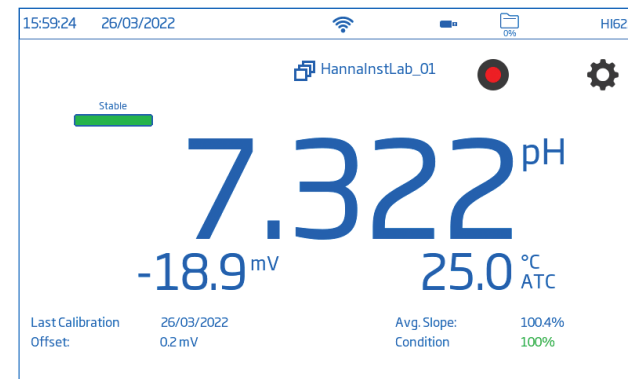 15:59:24 26/03/2022 0% HI62
HannaInstLab_01
Stable
7.322 pH
-18.9 mV 25.0 °C ATC
Last Calibration 26/03/2022 Avg. Slope: 100.4%
Offset: 0.2 mV Condition 100%